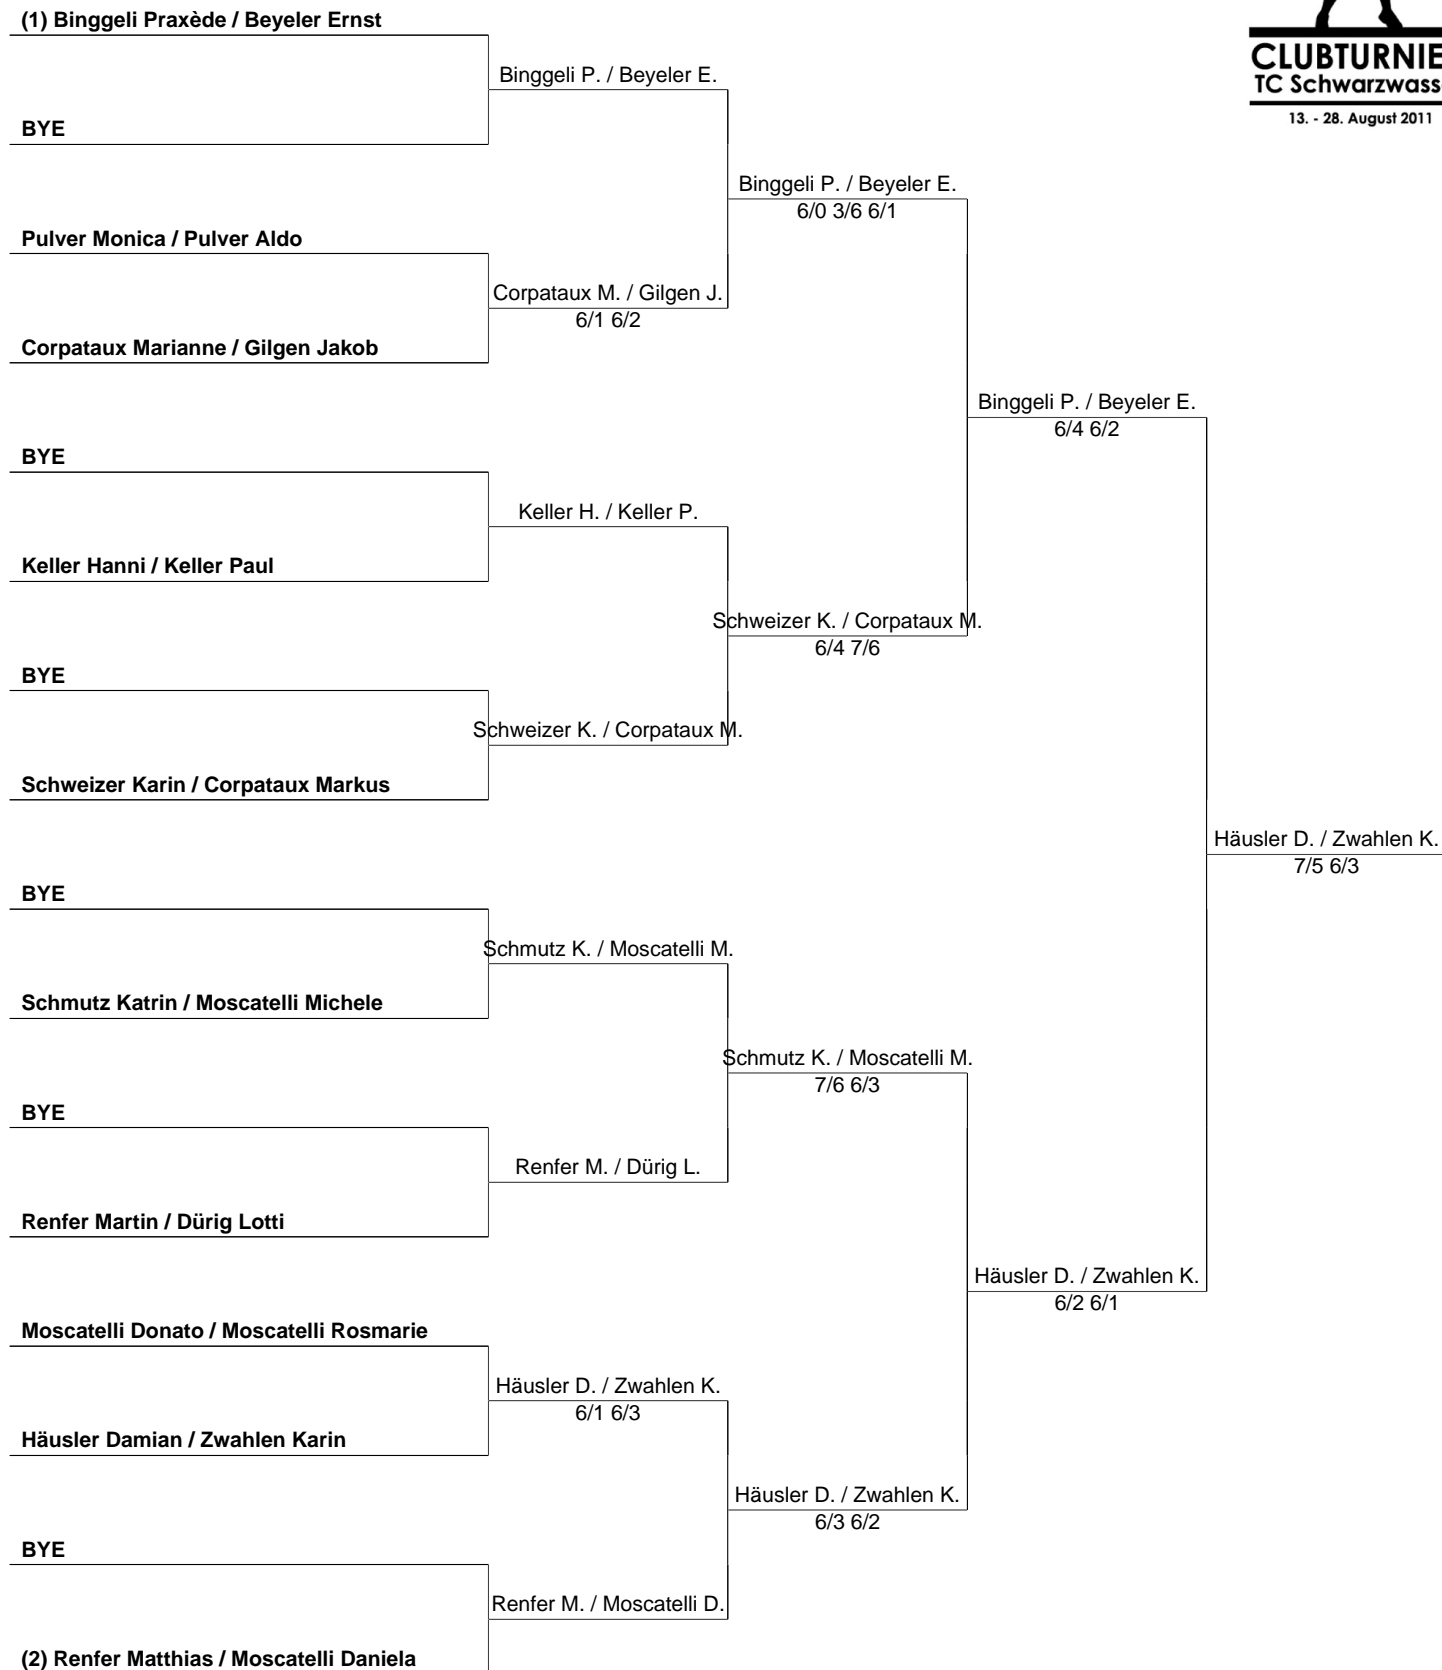 (1) Binggeli Praxède / Beyeler Ernst
CLUBTURNIE
TC Schwarzwass
13. - 28. August 2011
Binggeli P. / Beyeler E.
BYE
Binggeli P. / Beyeler E.
6/0 3/6 6/1
Pulver Monica / Pulver Aldo
Corpataux M. / Gilgen J.
6/1 6/2
Corpataux Marianne / Gilgen Jakob
Binggeli P. / Beyeler E.
6/4 6/2
BYE
Keller H. / Keller P.
Keller Hanni / Keller Paul
Schweizer K. / Corpataux M.
6/4 7/6
BYE
Schweizer K. / Corpataux M.
Schweizer Karin / Corpataux Markus
Häusler D. / Zwahlen K.
7/5 6/3
BYE
Schmutz K. / Moscatelli M.
Schmutz Katrin / Moscatelli Michele
Schmutz K. / Moscatelli M.
7/6 6/3
BYE
Renfer M. / Dürig L.
Renfer Martin / Dürig Lotti
Häusler D. / Zwahlen K.
6/2 6/1
Moscatelli Donato / Moscatelli Rosmarie
Häusler D. / Zwahlen K.
6/1 6/3
Häusler Damian / Zwahlen Karin
Häusler D. / Zwahlen K.
6/3 6/2
BYE
Renfer M. / Moscatelli D.
(2) Renfer Matthias / Moscatelli Daniela